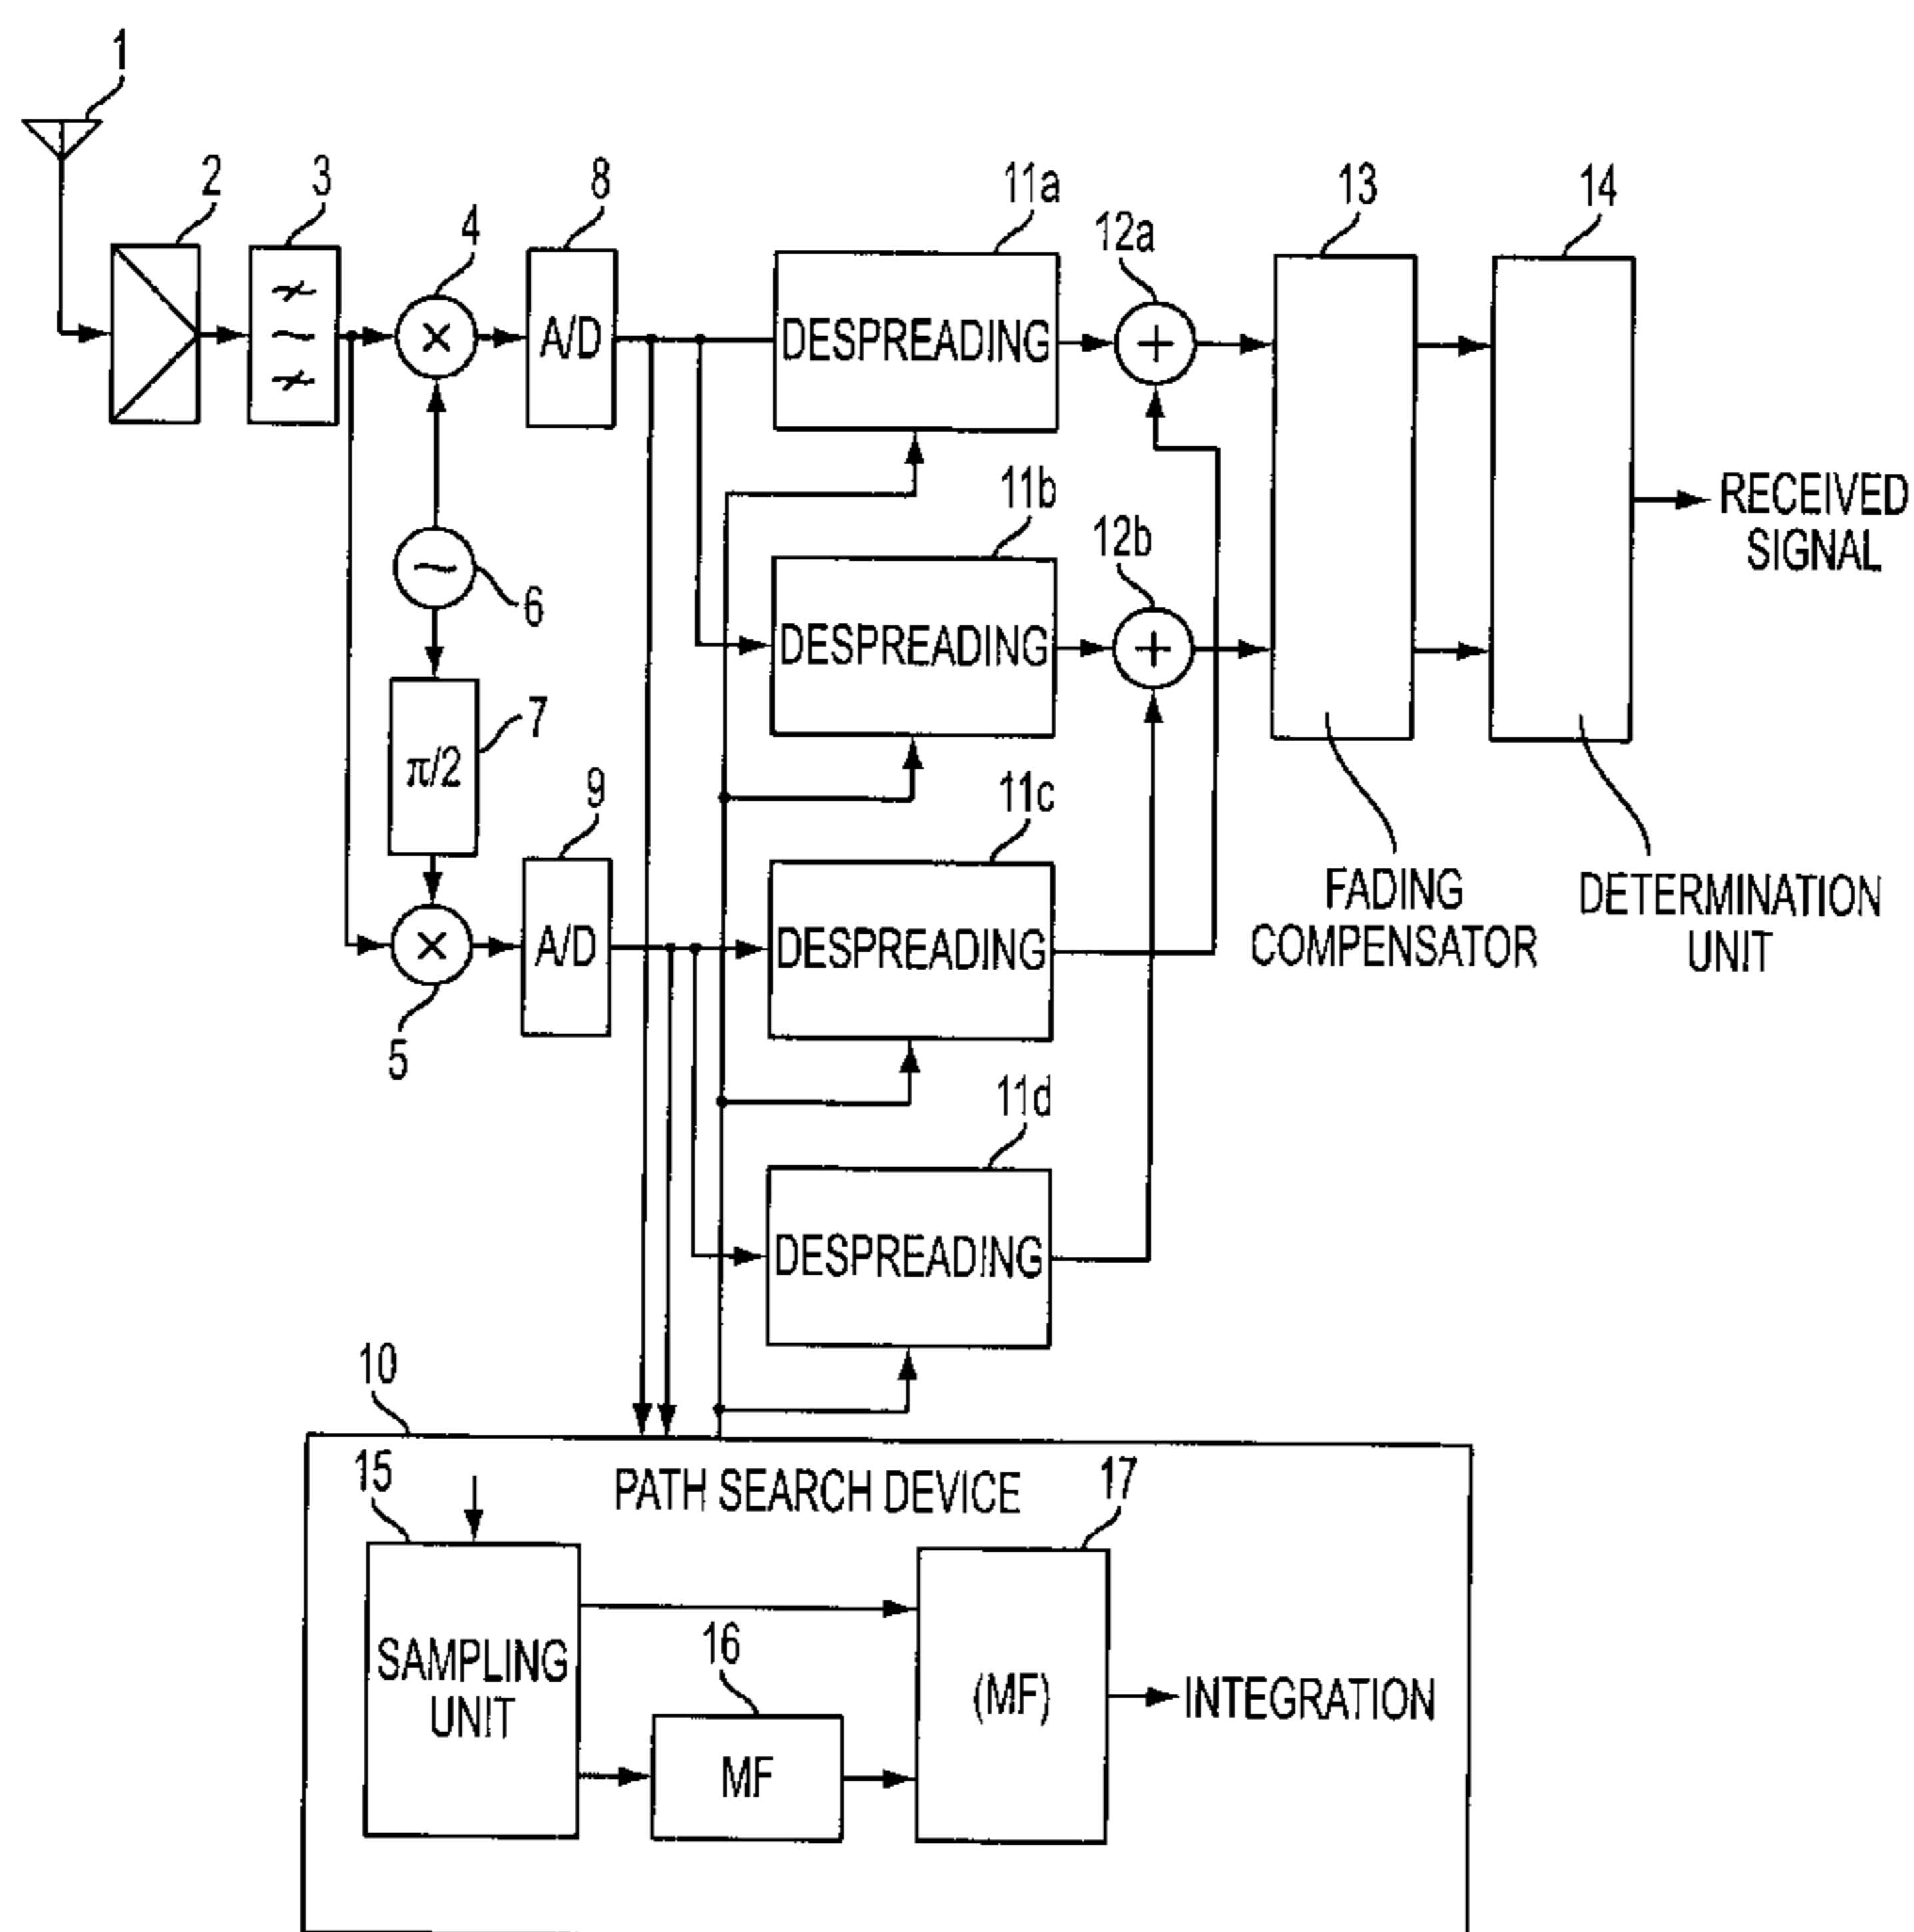 1
2
3
4
8
11a
12a
13
14
×
A/D
DESPREADING
+
11b
12b
RECEIVED
SIGNAL
6
DESPREADING
+
7
π/2
9
11c
FADING
COMPENSATOR
DETERMINATION
UNIT
×
A/D
DESPREADING
5
11d
DESPREADING
10
PATH SEARCH DEVICE
15
17
SAMPLING
UNIT
16
(MF)
INTEGRATION
MF